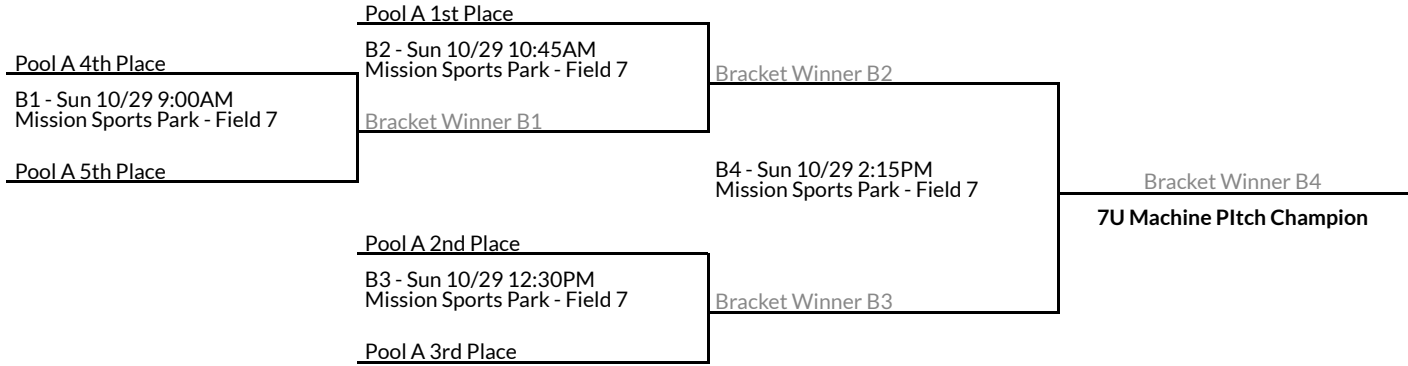 Pool A 1st Place
B2 - Sun 10/29 10:45AM
Mission Sports Park - Field 7
Pool A 4th Place
Bracket Winner B2
B1 - Sun 10/29 9:00AM
Mission Sports Park - Field 7
Bracket Winner B1
Pool A 5th Place
B4 - Sun 10/29 2:15PM
Mission Sports Park - Field 7
Bracket Winner B4
7U Machine PItch Champion
Pool A 2nd Place
B3 - Sun 10/29 12:30PM
Mission Sports Park - Field 7
Bracket Winner B3
Pool A 3rd Place